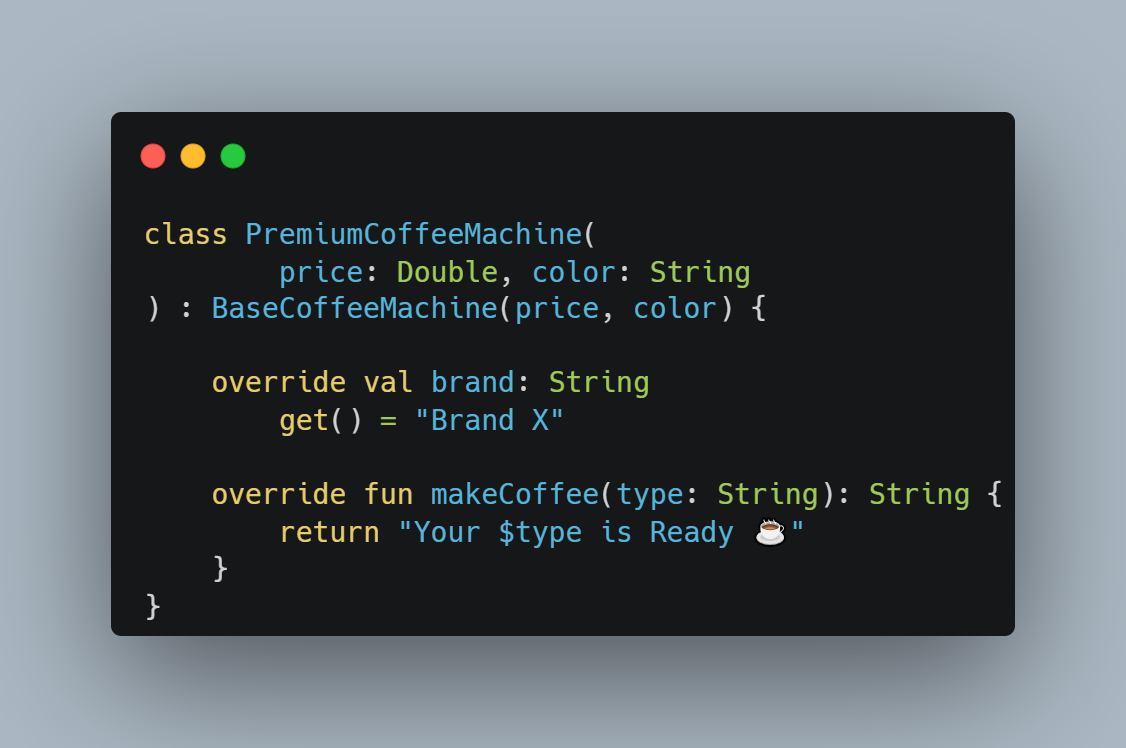 class PremiumCoffeeMachine(
        price: Double, color: String
) : BaseCoffeeMachine(price, color) {

    override val brand: String
        get() = "Brand X"

    override fun makeCoffee(type: String): String {
        return "Your $type is Ready ☕"
    }
}